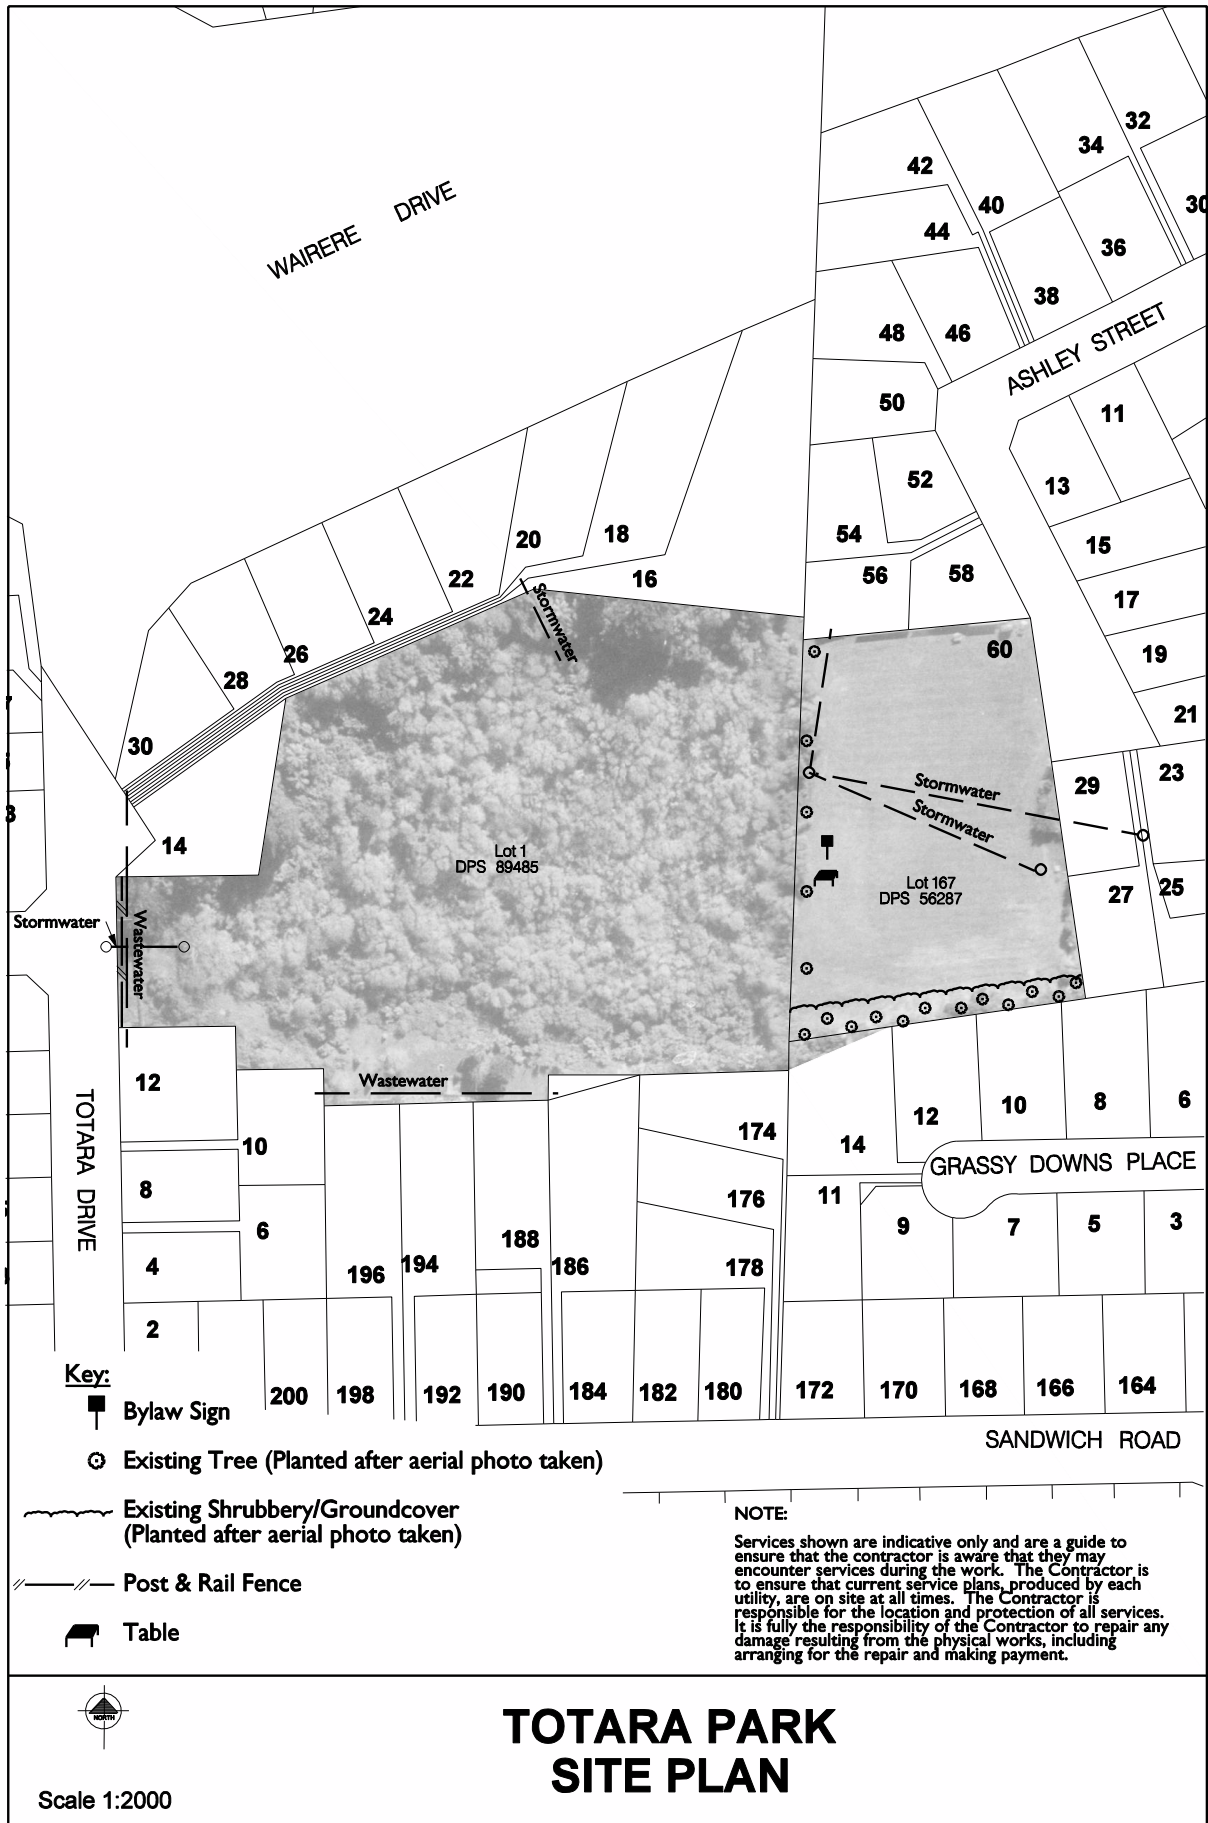 WAIRERE DRIVE
32
34
42
30
40
44
36
38
48
46
ASHLEY STREET
50
11
52
13
20
18
54
15
22
16
56
58
24
17
26
Stormwater
60
19
28
21
30
29
23
Stormwater
Stormwater
14
Lot 1
DPS 89485
Lot 167
DPS 56287
27
25
Stormwater
Wastewater
12
Wastewater
TOTARA DRIVE
10
8
6
4
2
174
14
12
10
8
6
GRASSY DOWNS PLACE
176
11
9
7
5
3
188
194
196
186
178
200
198
192
190
184
182
180
172
170
168
166
164
SANDWICH ROAD
Key:
Bylaw Sign
Existing Tree (Planted after aerial photo taken)
Existing Shrubbery/Groundcover
(Planted after aerial photo taken)
Post & Rail Fence
Table
NOTE:
Services shown are indicative only and are a guide to
ensure that the contractor is aware that they may
encounter services during the work. The Contractor is
to ensure that current service plans, produced by each
utility, are on site at all times. The Contractor is
responsible for the location and protection of all services.
It is fully the responsibility of the Contractor to repair any
damage resulting from the physical works, including
arranging for the repair and making payment.
NORTH
Scale 1:2000
TOTARA PARK
SITE PLAN